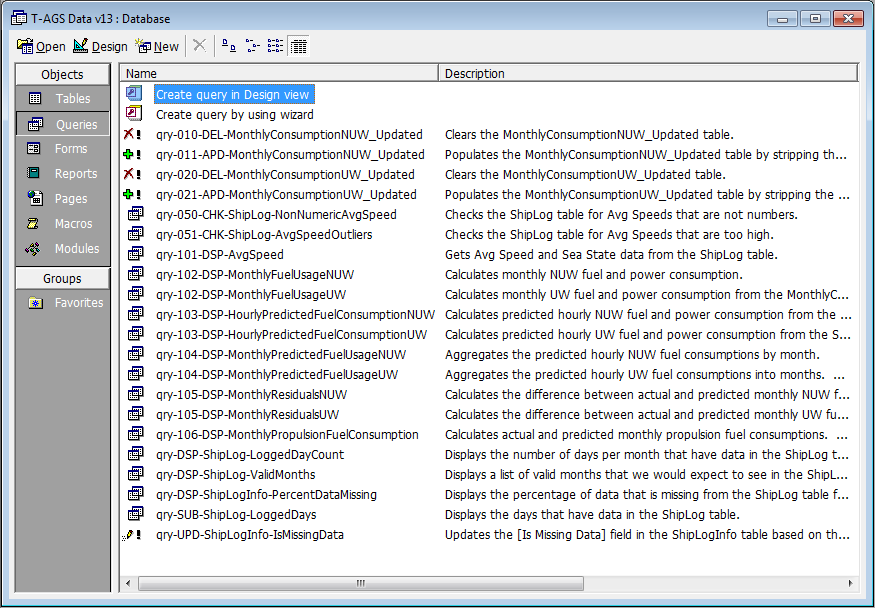 T-AGS Data v13 : Database
Open Design New
Objects
Tables
Queries
Forms
Reports
Pages
Macros
Modules
Groups
Favorites
Name Description
Create query in Design view
Create query by using wizard
qry-010-DEL-MonthlyConsumptionNUW_Updated Clears the MonthlyConsumptionNUW_Updated table.
qry-011-APD-MonthlyConsumptionNUW_Updated Populates the MonthlyConsumptionNUW_Updated table by stripping th...
qry-020-DEL-MonthlyConsumptionUW_Updated Clears the MonthlyConsumptionUW_Updated table.
qry-021-APD-MonthlyConsumptionUW_Updated Populates the MonthlyConsumptionUW_Updated table by stripping the ...
qry-050-CHK-ShipLog-NonNumericAvgSpeed Checks the ShipLog table for Avg Speeds that are not numbers.
qry-051-CHK-ShipLog-AvgSpeedOutliers Checks the ShipLog table for Avg Speeds that are too high.
qry-101-DSP-AvgSpeed Gets Avg Speed and Sea State data from the ShipLog table.
qry-102-DSP-MonthlyFuelUsageNUW Calculates monthly NUW fuel and power consumption.
qry-102-DSP-MonthlyFuelUsageUW Calculates monthly UW fuel and power consumption from the MonthlyC...
qry-103-DSP-HourlyPredictedFuelConsumptionNUW Calculates predicted hourly NUW fuel and power consumption from the ...
qry-103-DSP-HourlyPredictedFuelConsumptionUW Calculates predicted hourly UW fuel and power consumption from the S...
qry-104-DSP-MonthlyPredictedFuelUsageNUW Aggregates the predicted hourly NUW fuel consumptions by month.
qry-104-DSP-MonthlyPredictedFuelUsageUW Aggregates the predicted hourly UW fuel consumptions into months. ...
qry-105-DSP-MonthlyResidualsNUW Calculates the difference between actual and predicted monthly NUW f...
qry-105-DSP-MonthlyResidualsUW Calculates the difference between actual and predicted monthly UW fu...
qry-106-DSP-MonthlyPropulsionFuelConsumption Calculates actual and predicted monthly propulsion fuel consumptions. ...
qry-DSP-ShipLog-LoggedDayCount Displays the number of days per month that have data in the ShipLog t...
qry-DSP-ShipLog-ValidMonths Displays a list of valid months that we would expect to see in the ShipL...
qry-DSP-ShipLogInfo-PercentDataMissing Displays the percentage of data that is missing from the ShipLog table f...
qry-SUB-ShipLog-LoggedDays Displays the days that have data in the ShipLog table.
qry-UPD-ShipLogInfo-IsMissingData Updates the [Is Missing Data] field in the ShipLogInfo table based on th...